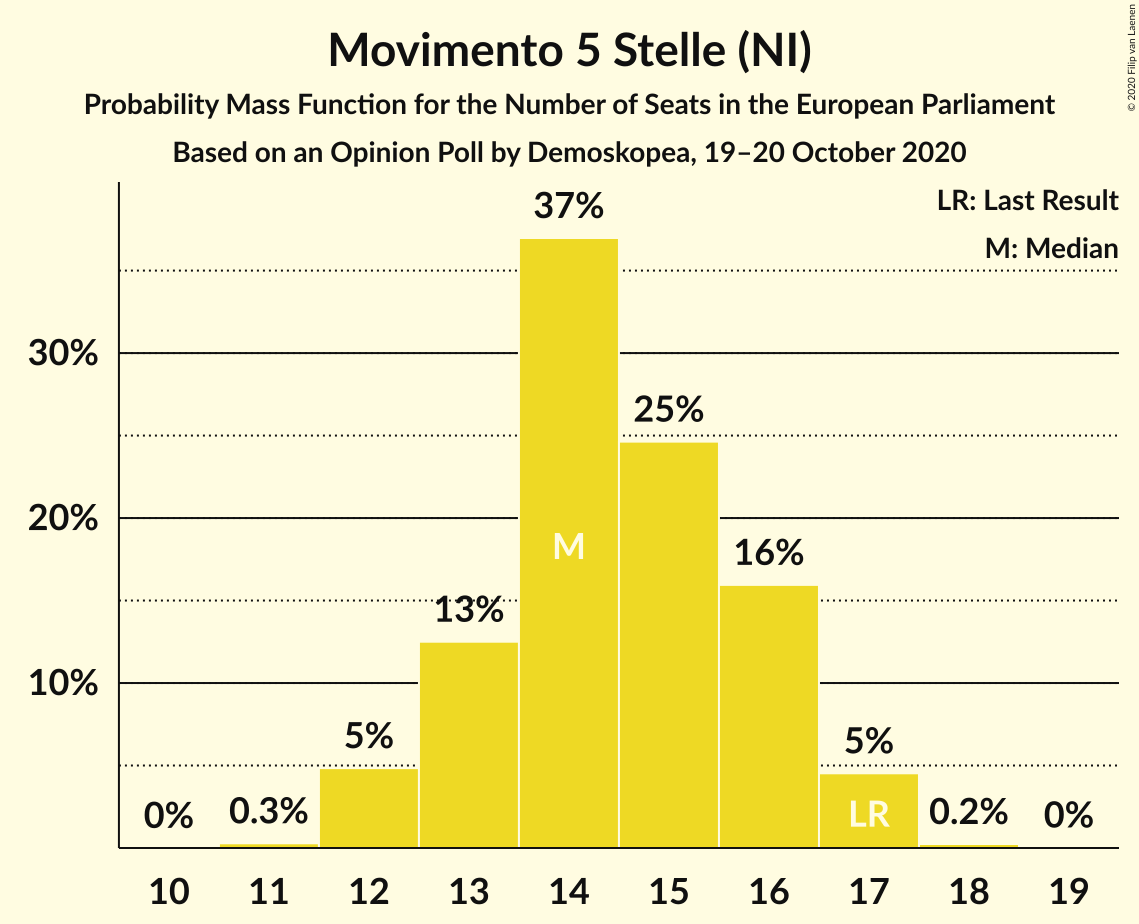 Movimento 5 Stelle (NI)
Probability Mass Function for the Number of Seats in the European Parliament
Based on an Opinion Poll by Demoskopea, 19–20 October 2020
© 2020 Filip van Laenen
LR: Last Result
M: Median
37%
30%
25%
20%
M
16%
13%
10%
5%
5%
0%
0.3%
LR
0.2%
0%
10 11 12 13 14 15 16 17 18 19